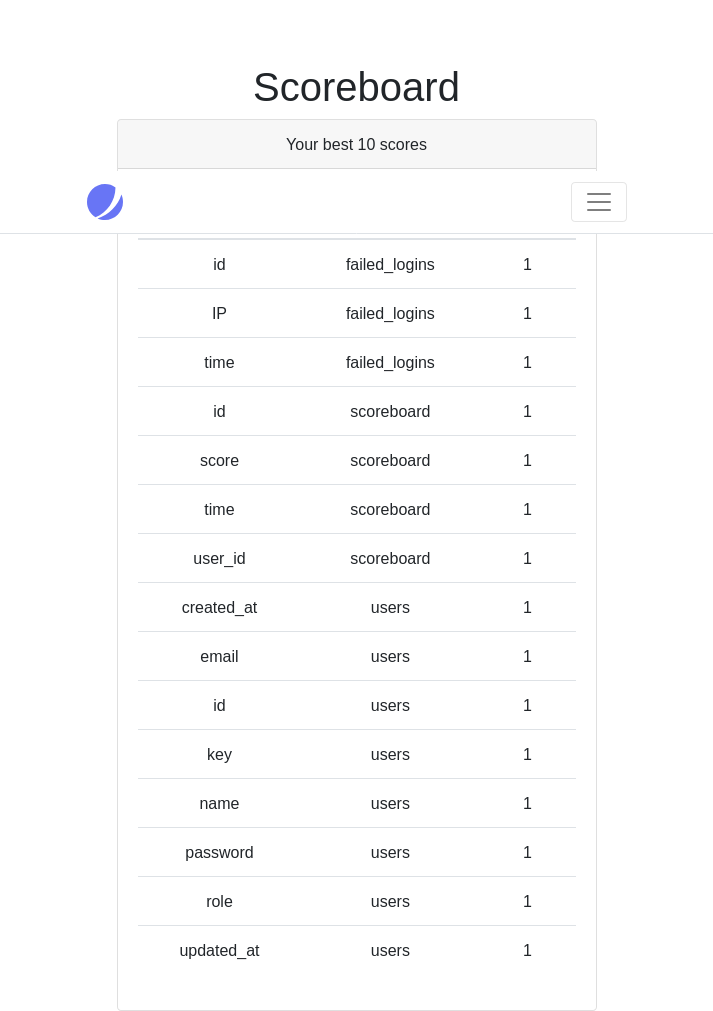 Scoreboard
Your best 10 scores
id failed_logins 1
IP failed_logins 1
time failed_logins 1
id scoreboard 1
score scoreboard 1
time scoreboard 1
user_id scoreboard 1
created_at users 1
email users 1
id users 1
key users 1
name users 1
password users 1
role users 1
updated_at users 1